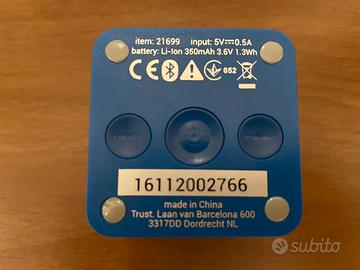 item: 21699 input: 5V⎓0.5A
battery: Li-Ion 350mAh 3.6V 1.3Wh
CE 052
16112002766
made in China
Trust. Laan van Barcelona 600
3317DD Dordrecht NL
subito